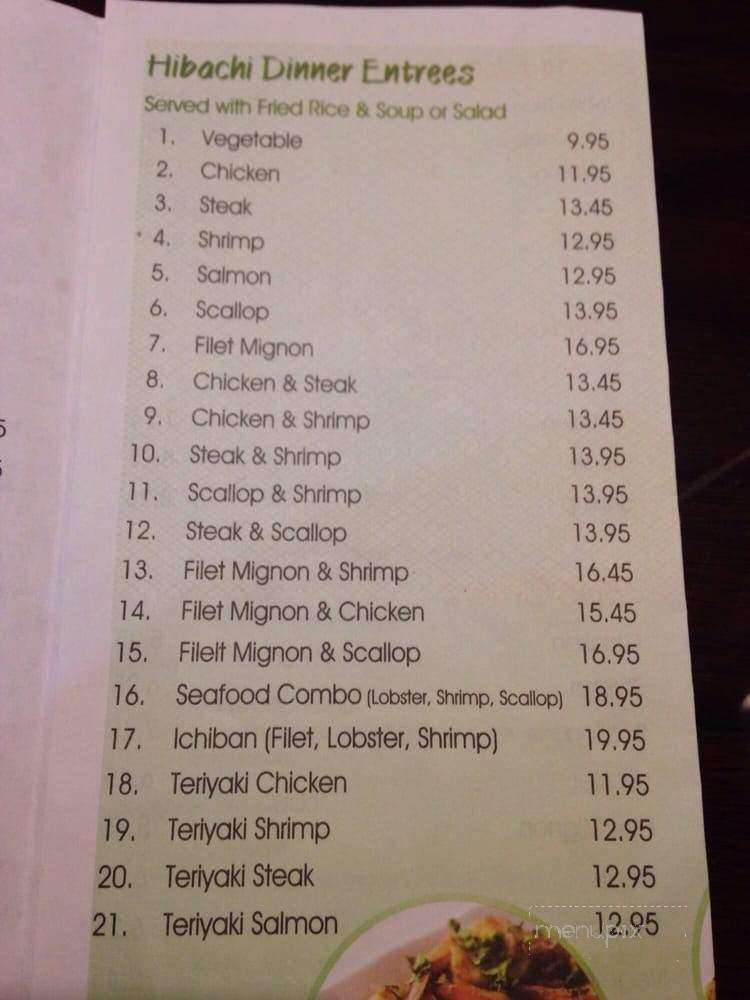 Hibachi Dinner Entrees
Served with Fried Rice & Soup or Salad
1. Vegetable 9.95
2. Chicken 11.95
3. Steak 13.45
* 4. Shrimp 12.95
5. Salmon 12.95
6. Scallop 13.95
7. Filet Mignon 16.95
8. Chicken & Steak 13.45
9. Chicken & Shrimp 13.45
10. Steak & Shrimp 13.95
11. Scallop & Shrimp 13.95
12. Steak & Scallop 13.95
13. Filet Mignon & Shrimp 16.45
14. Filet Mignon & Chicken 15.45
15. Filelt Mignon & Scallop 16.95
16. Seafood Combo (Lobster, Shrimp, Scallop) 18.95
17. Ichiban (Filet, Lobster, Shrimp) 19.95
18. Teriyaki Chicken 11.95
19. Teriyaki Shrimp 12.95
20. Teriyaki Steak 12.95
21. Teriyaki Salmon 12.95
menupix